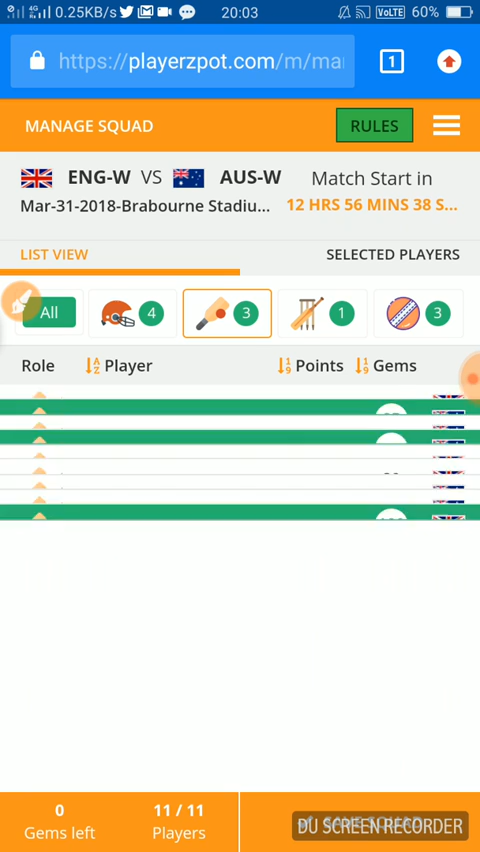 4G 0.25KB/s 20:03 VoLTE 60%
https://playerzpot.com/m/ma 1
MANAGE SQUAD RULES
ENG-W VS AUS-W Match Start in
Mar-31-2018-Brabourne Stadiu... 12 HRS 56 MINS 38 S...
LIST VIEW SELECTED PLAYERS
All 4 3 1 3
Role Player Points Gems
0 11 / 11
Gems left Players
DU SCREEN RECORDER